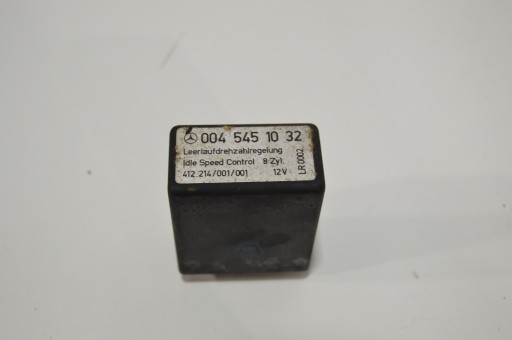 004 545 10 32
Leerlaufdrehzahlregelung
Idle Speed Control 8 Zyl.
412.214/001/001 12V
LR0002